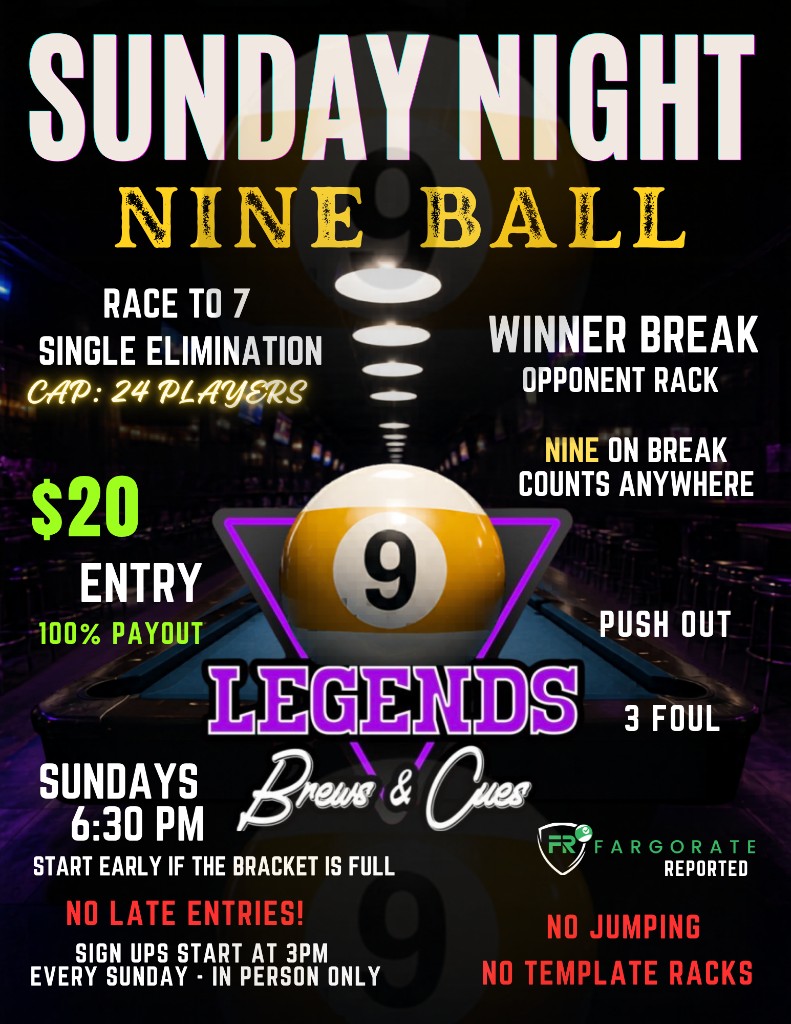 SUNDAY NIGHT
NINE BALL
RACE TO 7
SINGLE ELIMINATION
CAP: 24 PLAYERS
WINNER BREAK
OPPONENT RACK
NINE ON BREAK
COUNTS ANYWHERE
$20
ENTRY
100% PAYOUT
9
PUSH OUT
3 FOUL
LEGENDS
Brews & Cues
SUNDAYS
6:30 PM
START EARLY IF THE BRACKET IS FULL
NO LATE ENTRIES!
SIGN UPS START AT 3PM
EVERY SUNDAY - IN PERSON ONLY
FR FARGORATE
REPORTED
NO JUMPING
NO TEMPLATE RACKS